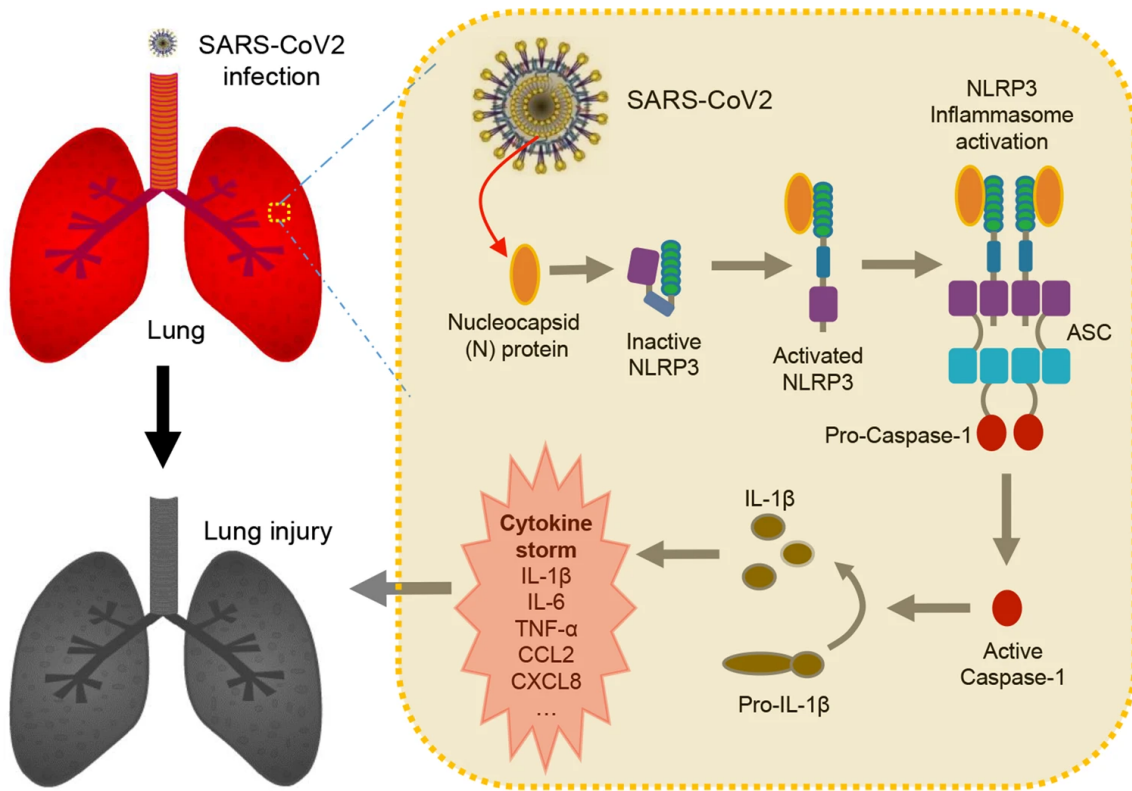 SARS-CoV2
infection
Lung
Lung injury
SARS-CoV2
NLRP3
Inflammasome
activation
Nucleocapsid
(N) protein
Inactive
NLRP3
Activated
NLRP3
ASC
Pro-Caspase-1
Active
Caspase-1
IL-1β
Pro-IL-1β
Cytokine
storm
IL-1β
IL-6
TNF-α
CCL2
CXCL8
...